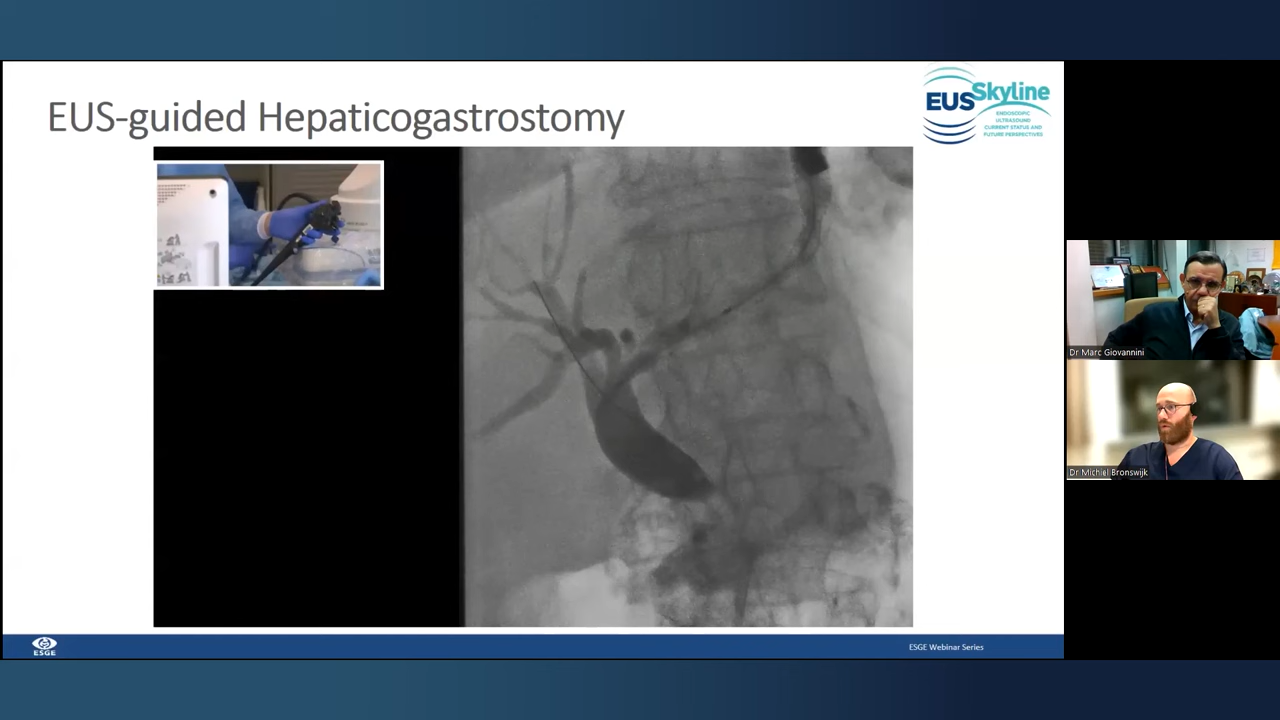 EUS-guided Hepaticogastrostomy
EUS Skyline
ENDOSCOPIC
ULTRASOUND
CURRENT STATUS AND
FUTURE PERSPECTIVES
Dr Marc Giovannini
Dr Michiel Bronswijk
ESGE
ESGE Webinar Series